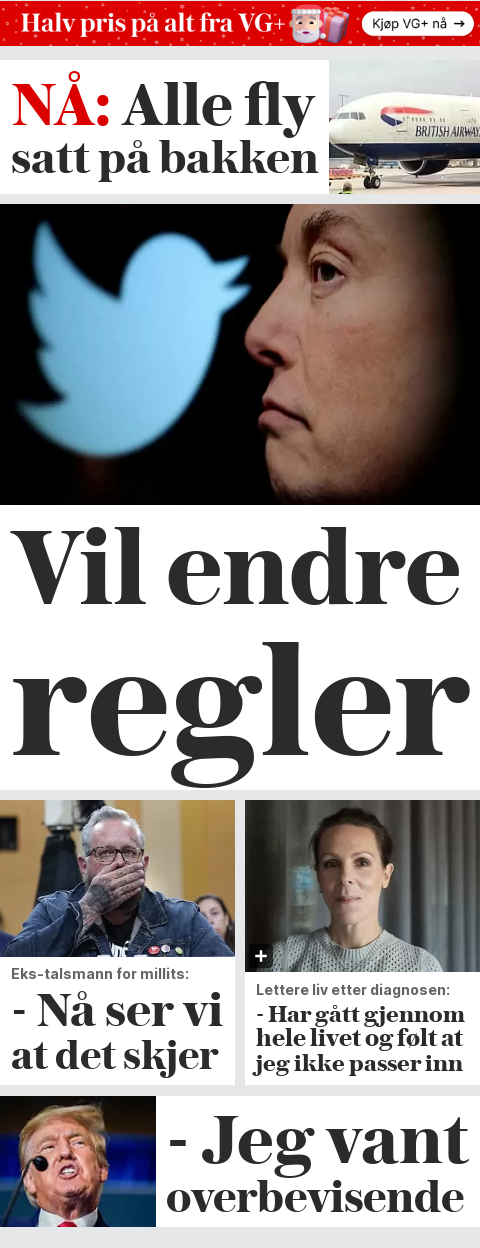 Halv pris på alt fra VG+
Kjøp VG+ nå →
NÅ: Alle fly
satt på bakken
BRITISH AIRWAY
Vil endre
regler
Eks-talsmann for millits:
- Nå ser vi
at det skjer
Lettere liv etter diagnosen:
- Har gått gjennom
hele livet og følt at
jeg ikke passer inn
- Jeg vant
overbevisende